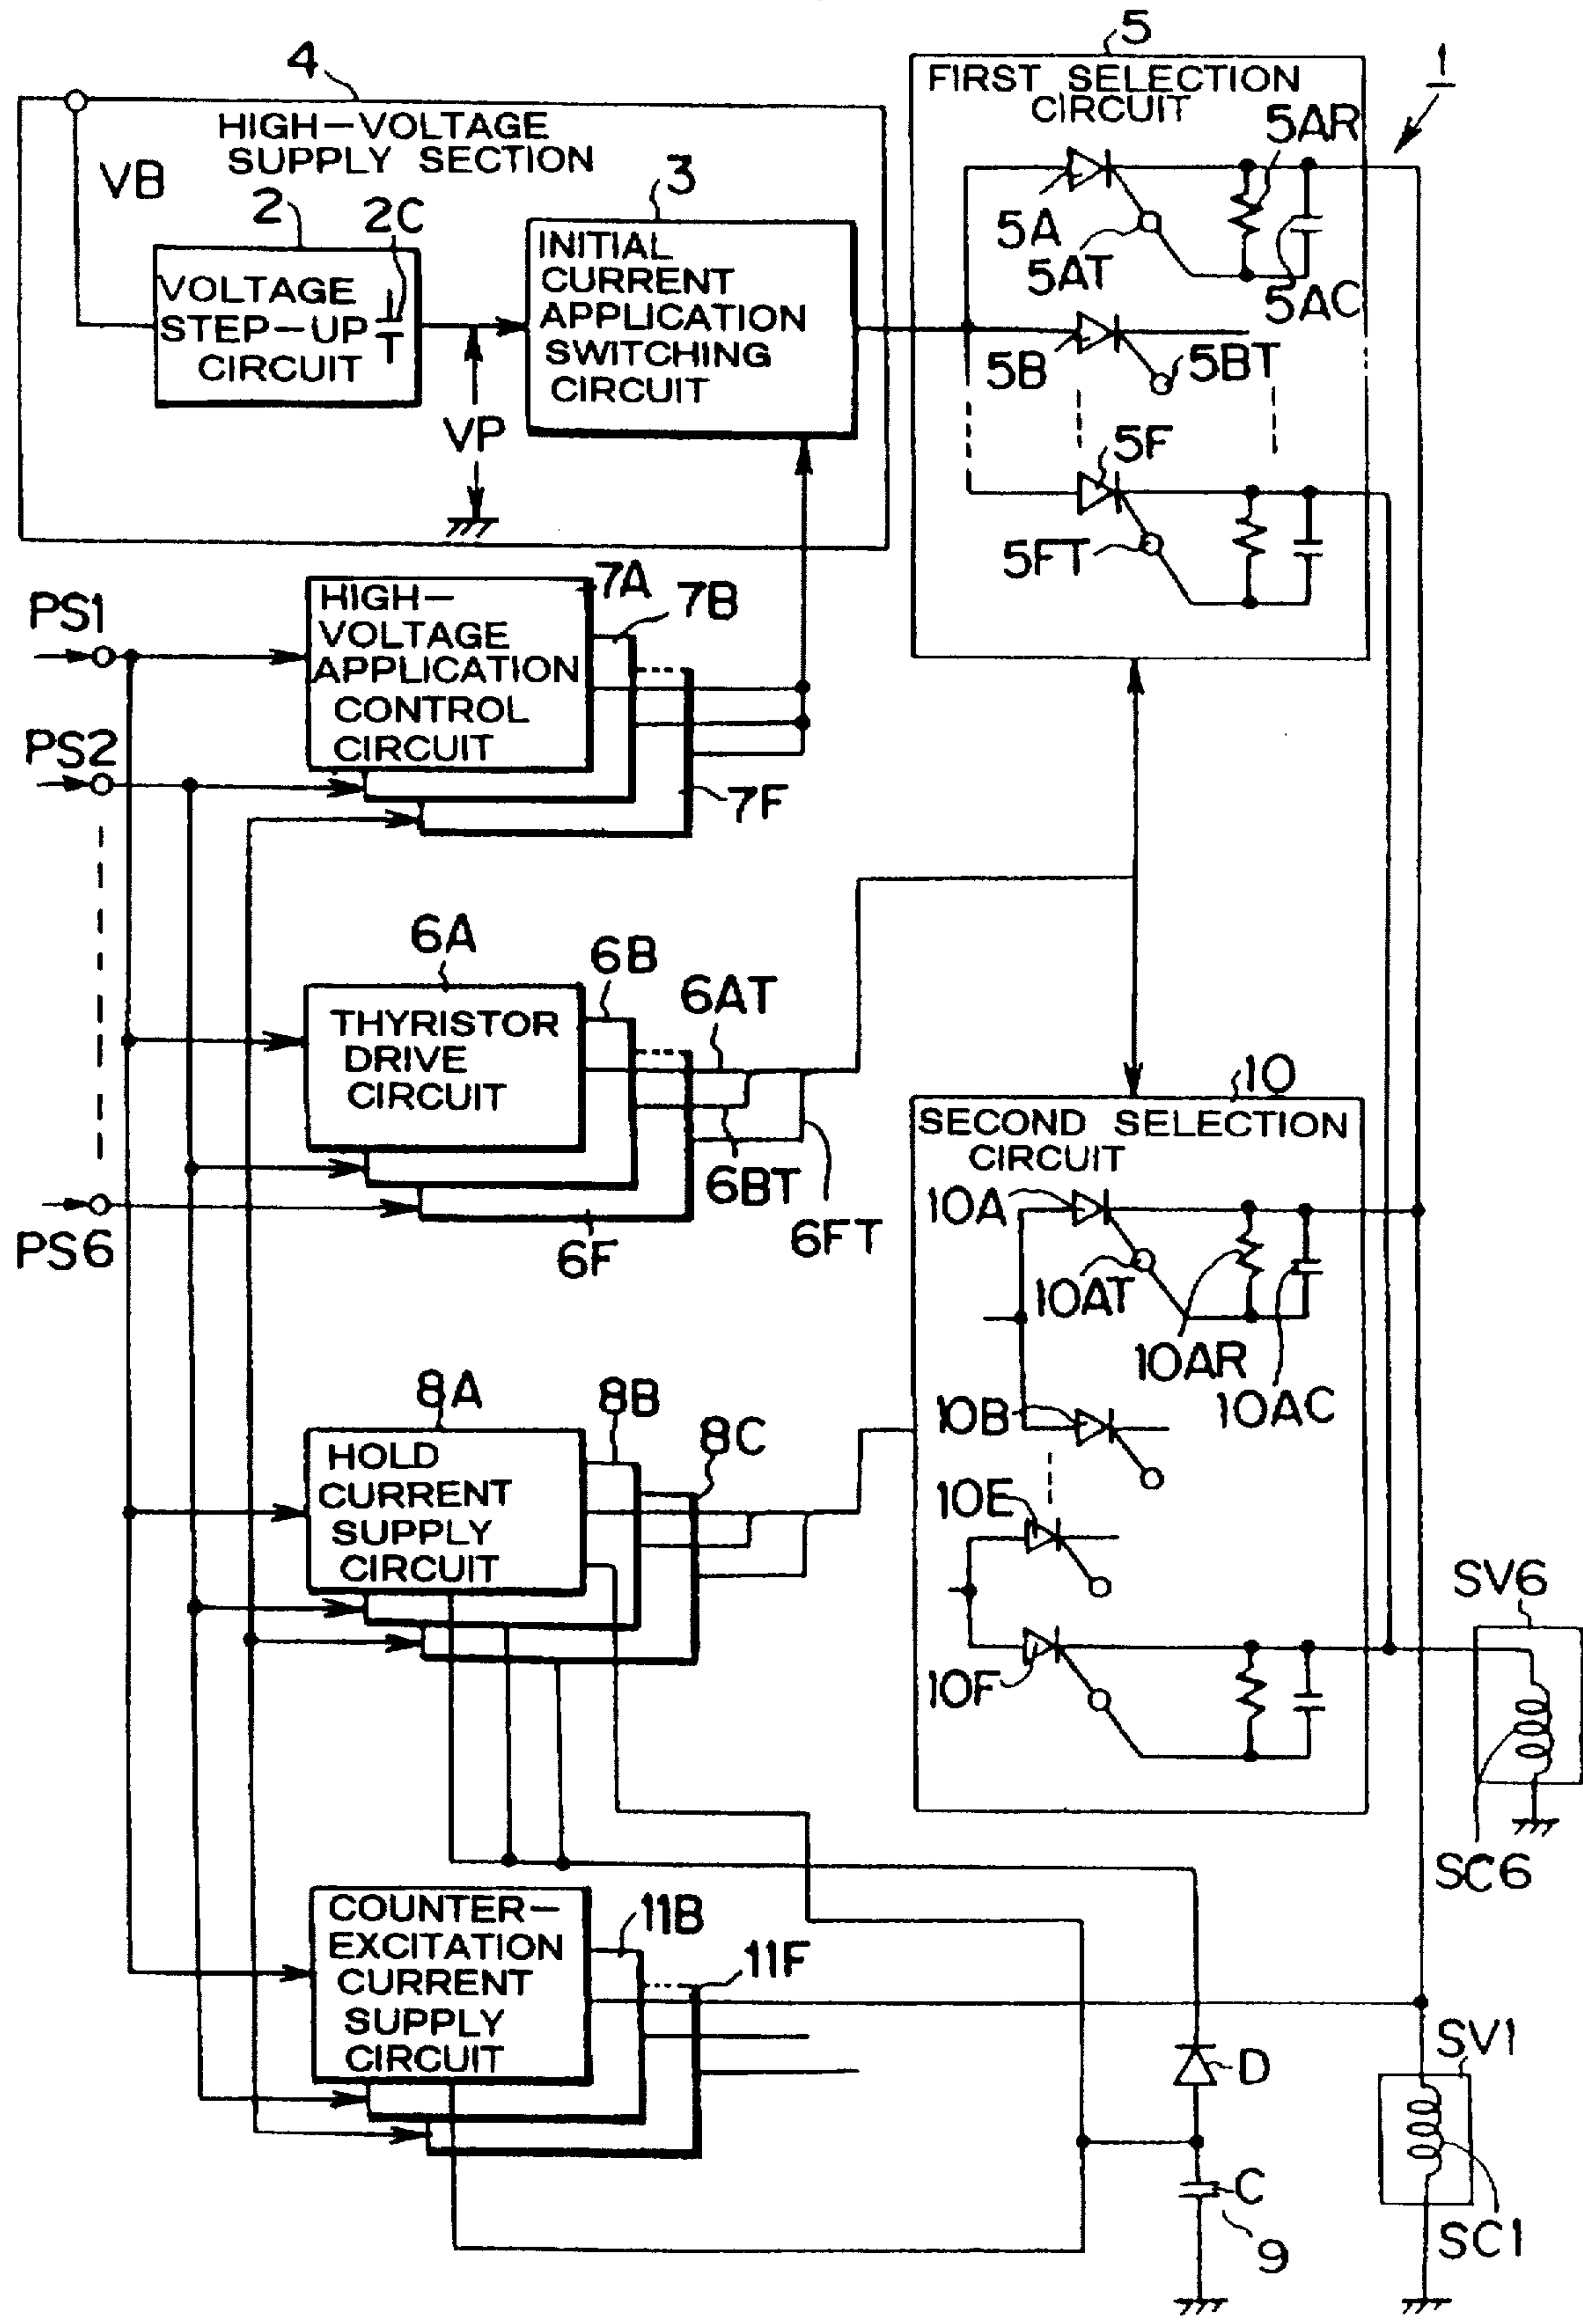 4
HIGH-VOLTAGE
SUPPLY SECTION
VB
2
2C
3
VOLTAGE
STEP-UP
CIRCUIT
INITIAL
CURRENT
APPLICATION
SWITCHING
CIRCUIT
VP
5
FIRST SELECTION
CIRCUIT
1
5AR
5A
5AT
5AC
5B
5BT
5F
5FT
PS1
PS2
PS6
7A
7B
7F
HIGH-
VOLTAGE
APPLICATION
CONTROL
CIRCUIT
6A
6B
6AT
THYRISTOR
DRIVE
CIRCUIT
6BT
6FT
6F
10
SECOND SELECTION
CIRCUIT
10A
10AT
10AR
10AC
10B
10E
10F
8A
8B
8C
HOLD
CURRENT
SUPPLY
CIRCUIT
SV6
SC6
COUNTER-
EXCITATION
CURRENT
SUPPLY
CIRCUIT
11B
11F
D
C
9
SV1
SC1